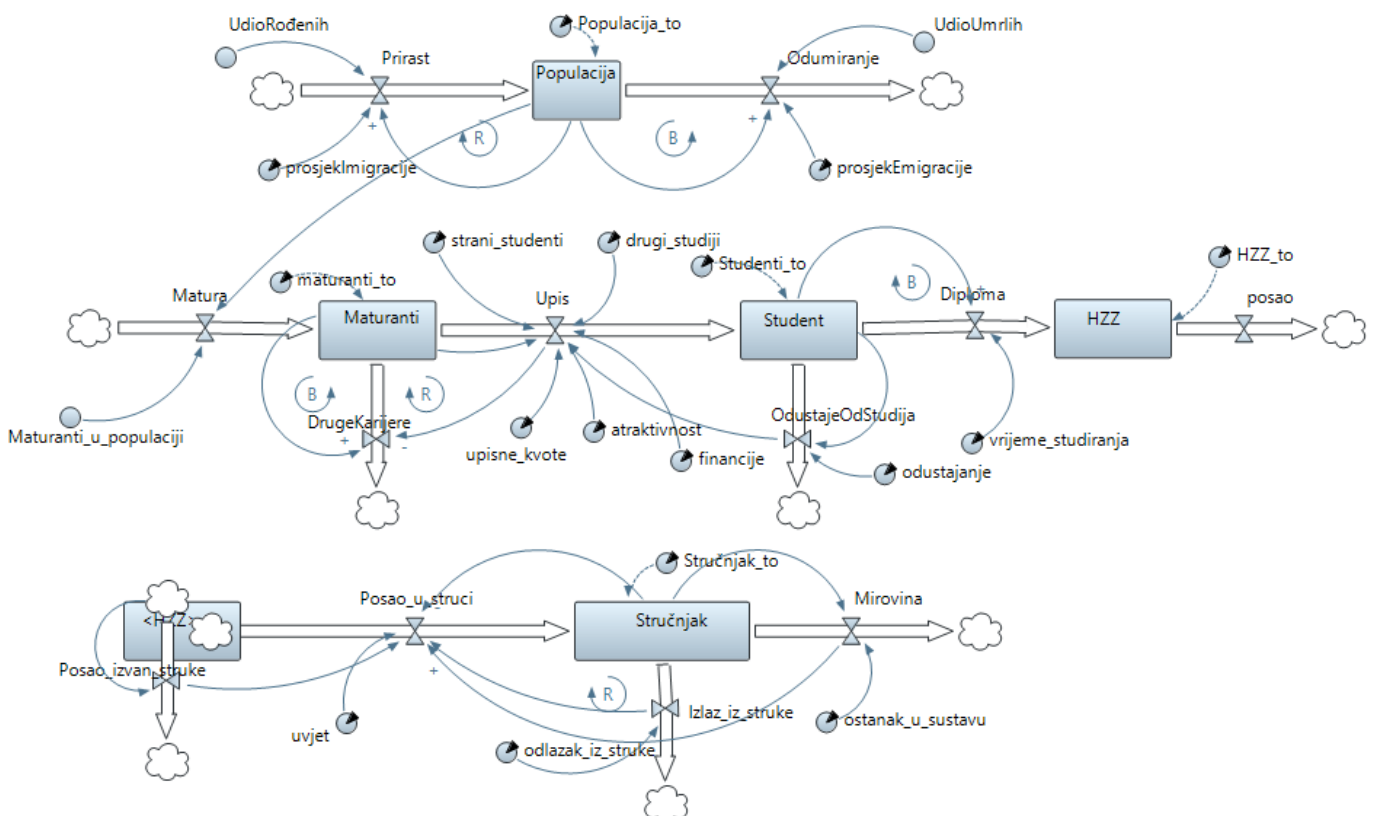 UdioRođenih
Populacija_to
UdioUmrlih
Prirast
Populacija
Odumiranje
+
R
B
+
prosjekImigracije
prosjekEmigracije
strani_studenti
drugi_studiji
Studenti_to
HZZ_to
maturanti_to
B
Matura
Upis
Diploma
+
posao
Maturanti
Student
HZZ
B
R
DrugeKarijere
OdustajeOdStudija
Maturanti_u_populaciji
+
-
upisne_kvote
atraktivnost
financije
vrijeme_studiranja
odustajanje
Stručnjak_to
Posao_u_struci
Mirovina
<HZZ>
Stručnjak
Posao_izvan_struke
+
R
Izlaz_iz_struke
ostanak_u_sustavu
uvjet
odlazak_iz_struke